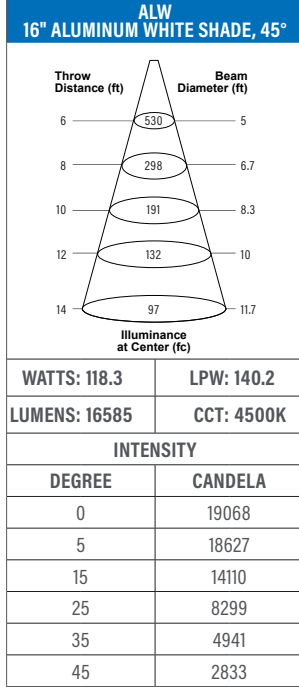 ALW
16" ALUMINUM WHITE SHADE, 45°
Throw Distance (ft)
Beam Diameter (ft)
6 530 5
8 298 6.7
10 191 8.3
12 132 10
14 97 11.7
Illuminance
at Center (fc)
WATTS: 118.3 LPW: 140.2
LUMENS: 16585 CCT: 4500K
INTENSITY
DEGREE CANDELA
0 19068
5 18627
15 14110
25 8299
35 4941
45 2833